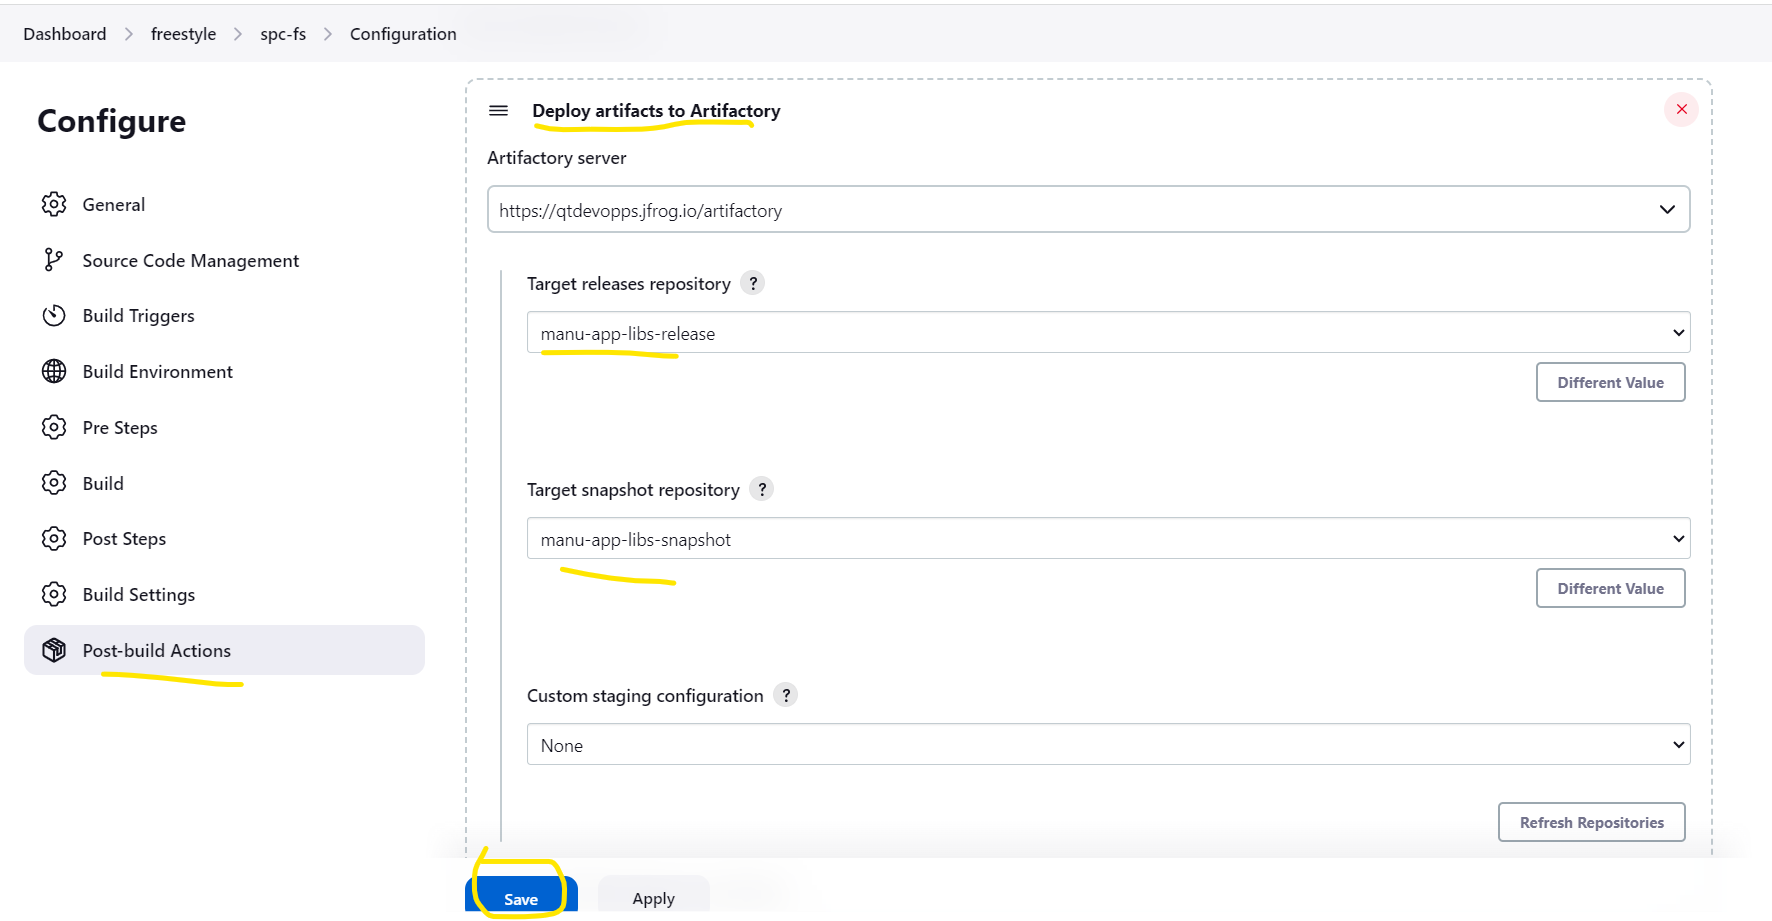 Dashboard > freestyle > spc-fs > Configuration
Configure
General
Source Code Management
Build Triggers
Build Environment
Pre Steps
Build
Post Steps
Build Settings
Post-build Actions
Deploy artifacts to Artifactory
Artifactory server
https://qtdevopps.jfrog.io/artifactory
Target releases repository ?
manu-app-libs-release
Different Value
Target snapshot repository ?
manu-app-libs-snapshot
Different Value
Custom staging configuration ?
None
Refresh Repositories
Save Apply